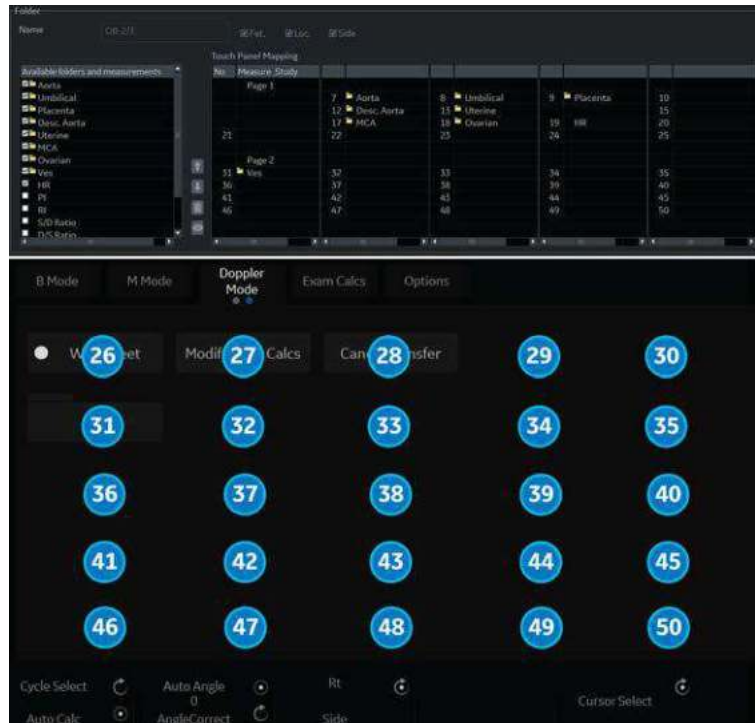 Folder
Name OB-2/3 Fet. Loc. Side
Touch Panel Mapping
Available folders and measurements
No Measure Study
Aorta
Umbilical
Placenta
Desc. Aorta
Uterine
MCA
Ovarian
Ves
HR
PI
RI
S/D Ratio
D/S Ratio
Page 1
7 Aorta 8 Umbilical 9 Placenta 10
12 Desc. Aorta 13 Uterine 15
17 MCA 18 Ovarian 19 HR 20
21 22 23 24 25
Page 2
31 Ves 32 33 34 35
36 37 38 39 40
41 42 43 44 45
46 47 48 49 50
B Mode M Mode Doppler Mode Exam Calcs Options
26 27 Calcs 28 29 30
31 32 33 34 35
36 37 38 39 40
41 42 43 44 45
46 47 48 49 50
Cycle Select Auto Angle Rt
0 Cursor Select
Auto Calc AngleCorrect Side